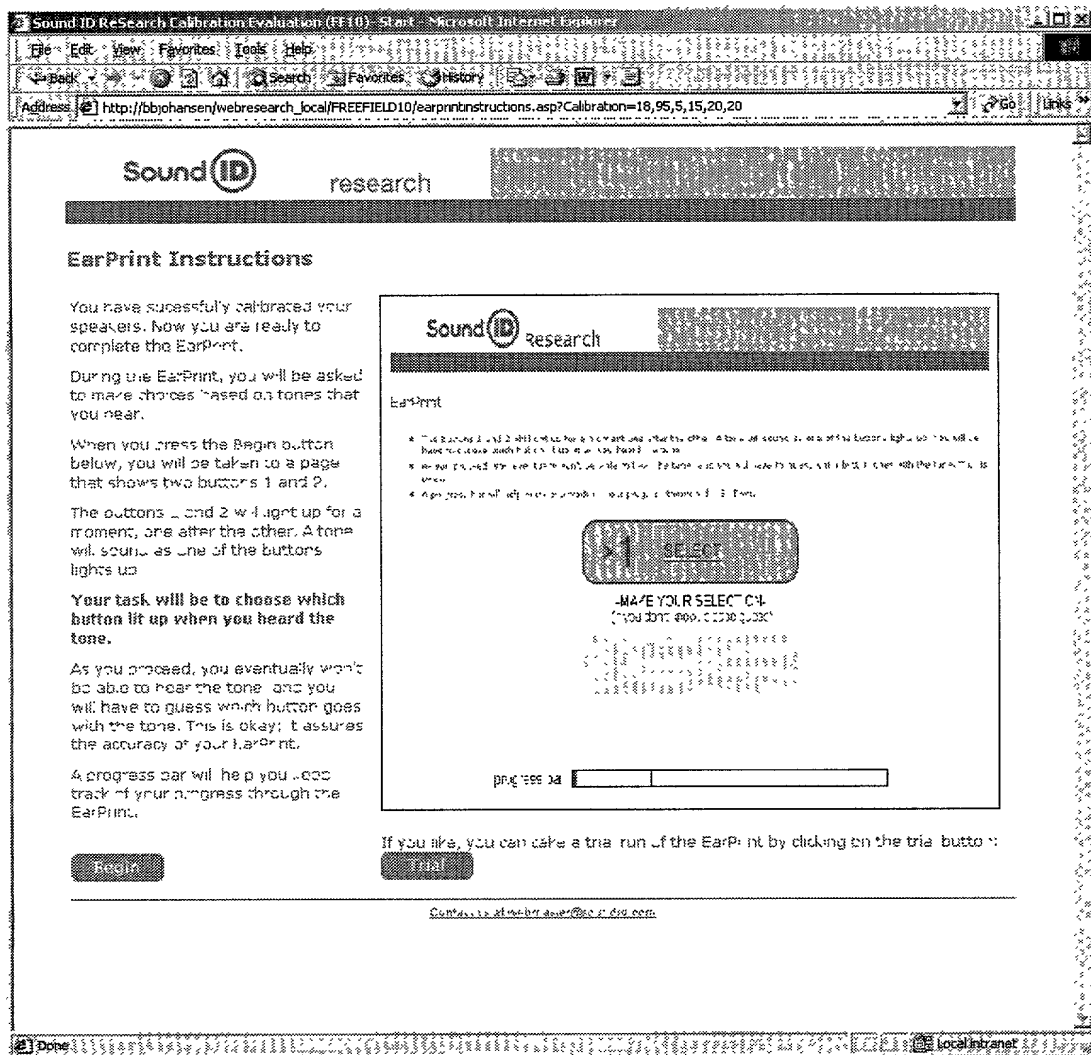 Sound ID ReSearch Calibration Evaluation (FF10) Start - Microsoft Internet Explorer
File Edit View Favorites Tools Help
Back Search Favorites History
Address http://bbjohansen/webresearch_local/FREEFIELD10/earprintinstructions.asp?Calibration=18,95,5,15,20,20 Go Links
Sound ID research
EarPrint Instructions
You have sucessfully calibrated your
speakers. Now you are ready to
complete the EarPrint.
During the EarPrint, you will be asked
to make choices based on tones that
you hear.
When you press the Begin button
below, you will be taken to a page
that shows two buttons 1 and 2.
The buttons 1 and 2 will light up for a
moment, one after the other. A tone
will sound as one of the buttons
lights up
Your task will be to choose which
button lit up when you heard the
tone.
As you proceed, you eventually won't
be able to hear the tone and you
will have to guess which button goes
with the tone. This is okay; it assures
the accuracy of your EarPrint.
A progress bar will help you keep
track of your progress through the
EarPrint.
Begin
Sound ID Research
EarPrint
>1 SELECT
-MAKE YOUR SELECTION-
progress bar
If you like, you can take a trial run of the EarPrint by clicking on the trial button:
Trial
Done Local intranet